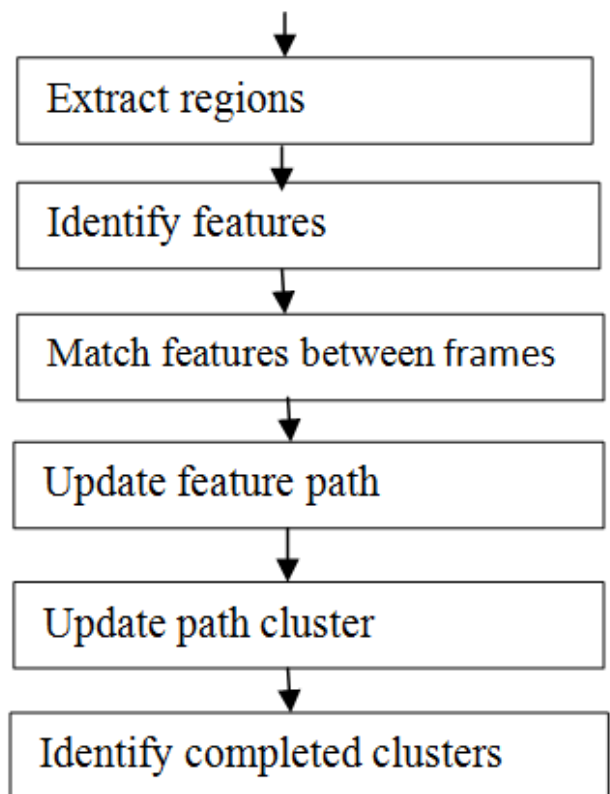 Extract regions
Identify features
Match features between frames
Update feature path
Update path cluster
Identify completed clusters